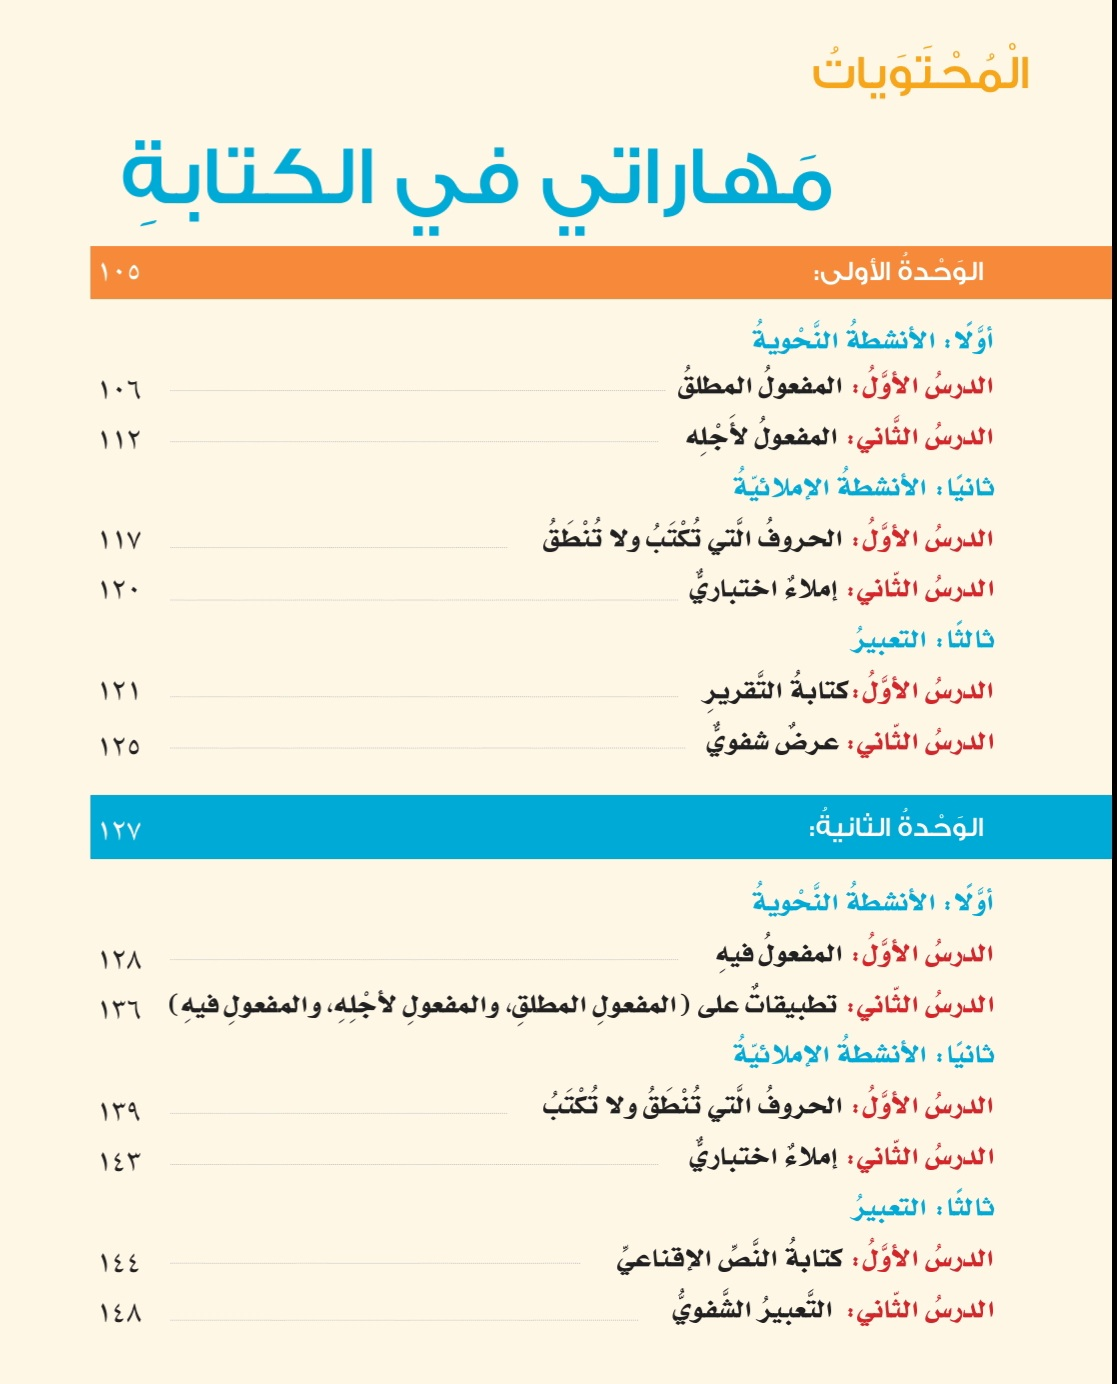 الْمُحْتَوَياتُ
مَهاراتي في الكتابةِ
الوَحْدةُ الأولى: ١٠٥
أوَّلًا: الأنشطةُ النَّحْويةُ
الدرسُ الأوَّلُ: المفعولُ المطلقُ ١٠٦
الدرسُ الثَّاني: المفعولُ لأَجْلِه ١١٢
ثانيًا: الأنشطةُ الإملائيّةُ
الدرسُ الأوَّلُ: الحروفُ الَّتي تُكْتَبُ ولا تُنْطَقُ ١١٧
الدرسُ الثّاني: إملاءٌ اختباريٌّ ١٢٠
ثالثًا: التعبيرُ
الدرسُ الأوَّلُ: كتابةُ التَّقريرِ ١٢١
الدرسُ الثّاني: عرضٌ شفويٌّ ١٢٥
الوَحْدةُ الثانيةُ: ١٢٧
أوَّلًا: الأنشطةُ النَّحْويةُ
الدرسُ الأوَّلُ: المفعولُ فيهِ ١٢٨
الدرسُ الثّاني: تطبيقاتٌ على (المفعولِ المطلقِ، والمفعولِ لأجْلِهِ، والمفعولِ فيهِ) ١٣٦
ثانيًا: الأنشطةُ الإملائيّةُ
الدرسُ الأوَّلُ: الحروفُ الَّتي تُنْطَقُ ولا تُكْتَبُ ١٣٩
الدرسُ الثّاني: إملاءٌ اختباريٌّ ١٤٣
ثالثًا: التعبيرُ
الدرسُ الأوَّلُ: كتابةُ النَّصِّ الإقناعيِّ ١٤٤
الدرسُ الثّاني: التَّعبيرُ الشَّفويُّ ١٤٨